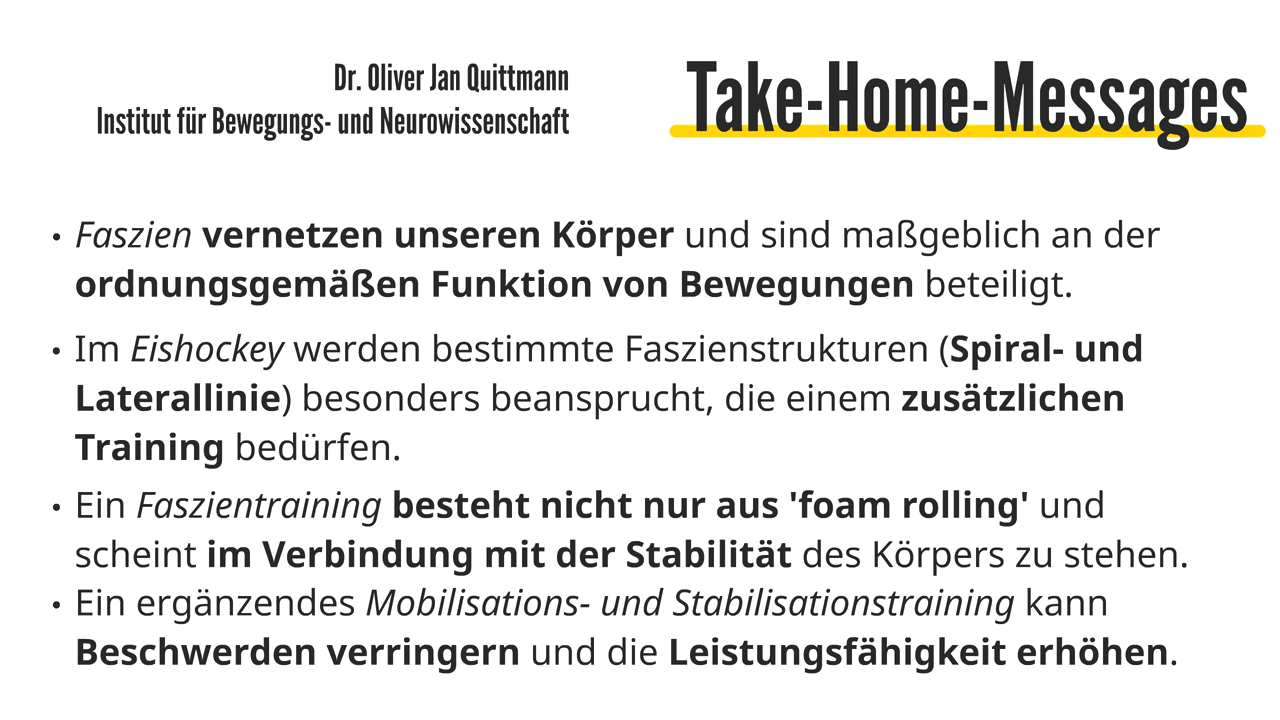 Dr. Oliver Jan Quittmann
Institut für Bewegungs- und Neurowissenschaft
Take-Home-Messages
• Faszien vernetzen unseren Körper und sind maßgeblich an der
ordnungsgemäßen Funktion von Bewegungen beteiligt.
• Im Eishockey werden bestimmte Faszienstrukturen (Spiral- und
Laterallinie) besonders beansprucht, die einem zusätzlichen
Training bedürfen.
• Ein Faszientraining besteht nicht nur aus 'foam rolling' und
scheint im Verbindung mit der Stabilität des Körpers zu stehen.
• Ein ergänzendes Mobilisations- und Stabilisationstraining kann
Beschwerden verringern und die Leistungsfähigkeit erhöhen.